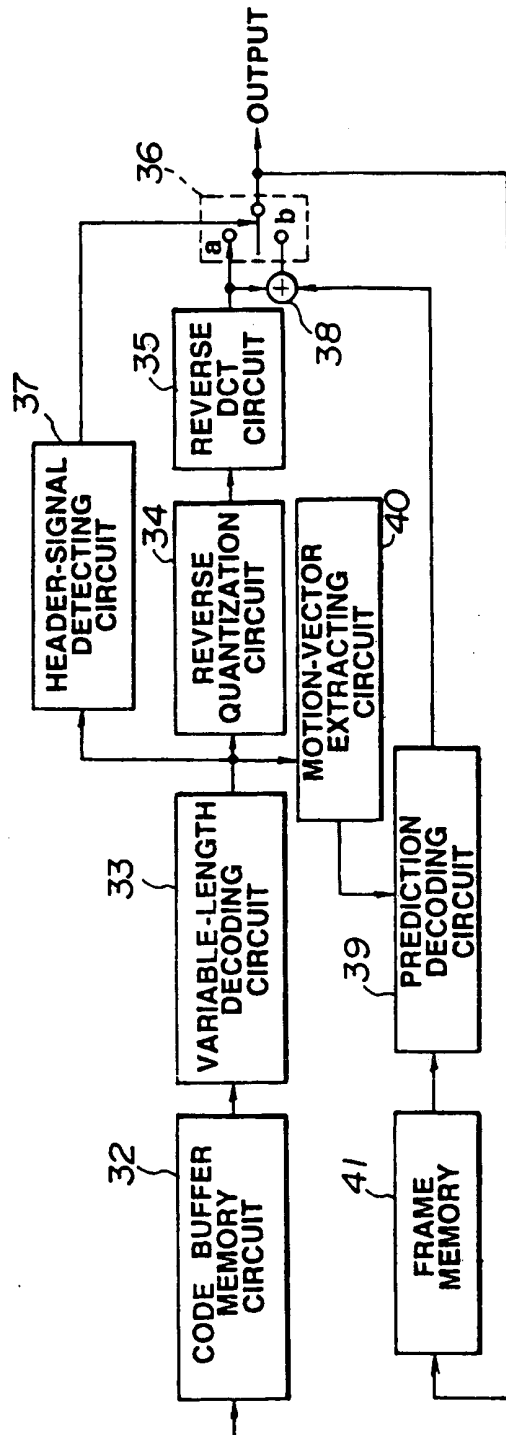 37
HEADER-SIGNAL
DETECTING
CIRCUIT
36
OUTPUT
a
b
32
CODE BUFFER
MEMORY
CIRCUIT
33
VARIABLE-LENGTH
DECODING
CIRCUIT
34
REVERSE
QUANTIZATION
CIRCUIT
35
REVERSE
DCT
CIRCUIT
+
38
MOTION-VECTOR
EXTRACTING
CIRCUIT
40
41
FRAME
MEMORY
39
PREDICTION
DECODING
CIRCUIT